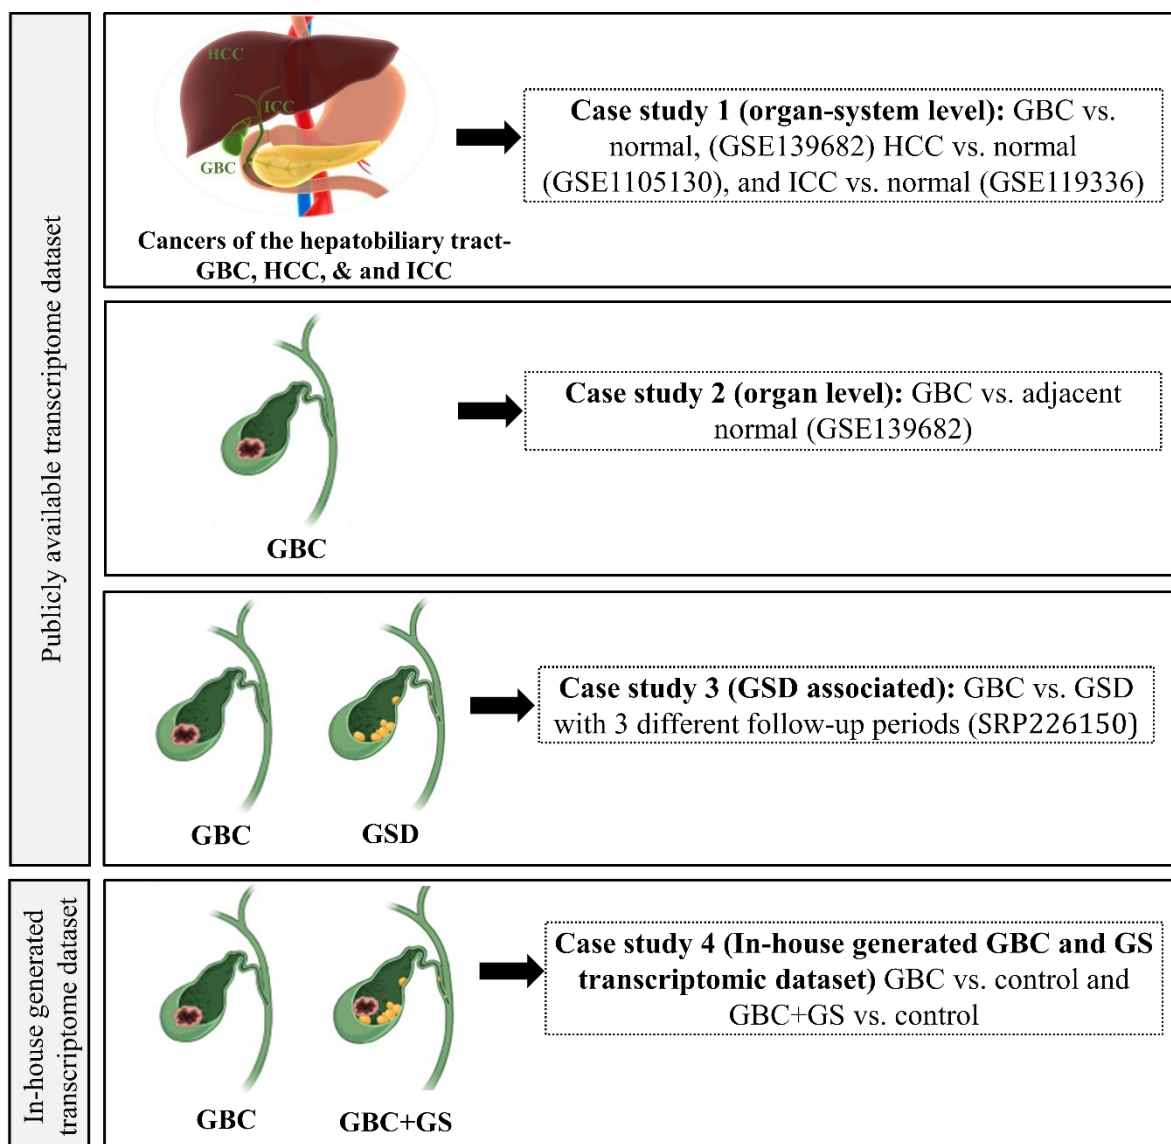 Publicly available transcriptome dataset
HCC
ICC
GBC
Cancers of the hepatobiliary tract-
GBC, HCC, & and ICC
Case study 1 (organ-system level): GBC vs.
normal, (GSE139682) HCC vs. normal
(GSE1105130), and ICC vs. normal (GSE119336)
GBC
Case study 2 (organ level): GBC vs. adjacent
normal (GSE139682)
GBC
GSD
Case study 3 (GSD associated): GBC vs. GSD
with 3 different follow-up periods (SRP226150)
In-house generated
transcriptome dataset
GBC
GBC+GS
Case study 4 (In-house generated GBC and GS
transcriptomic dataset) GBC vs. control and
GBC+GS vs. control